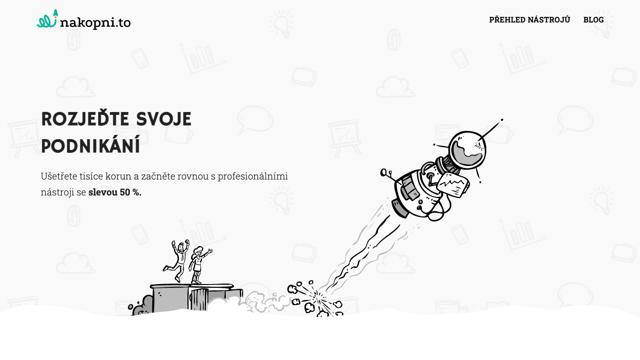 nakopni.to
PŘEHLED NÁSTROJŮ BLOG
ROZJEĎTE SVOJE
PODNIKÁNÍ
Ušetřete tisíce korun a začněte rovnou s profesionálními
nástroji se slevou 50 %.